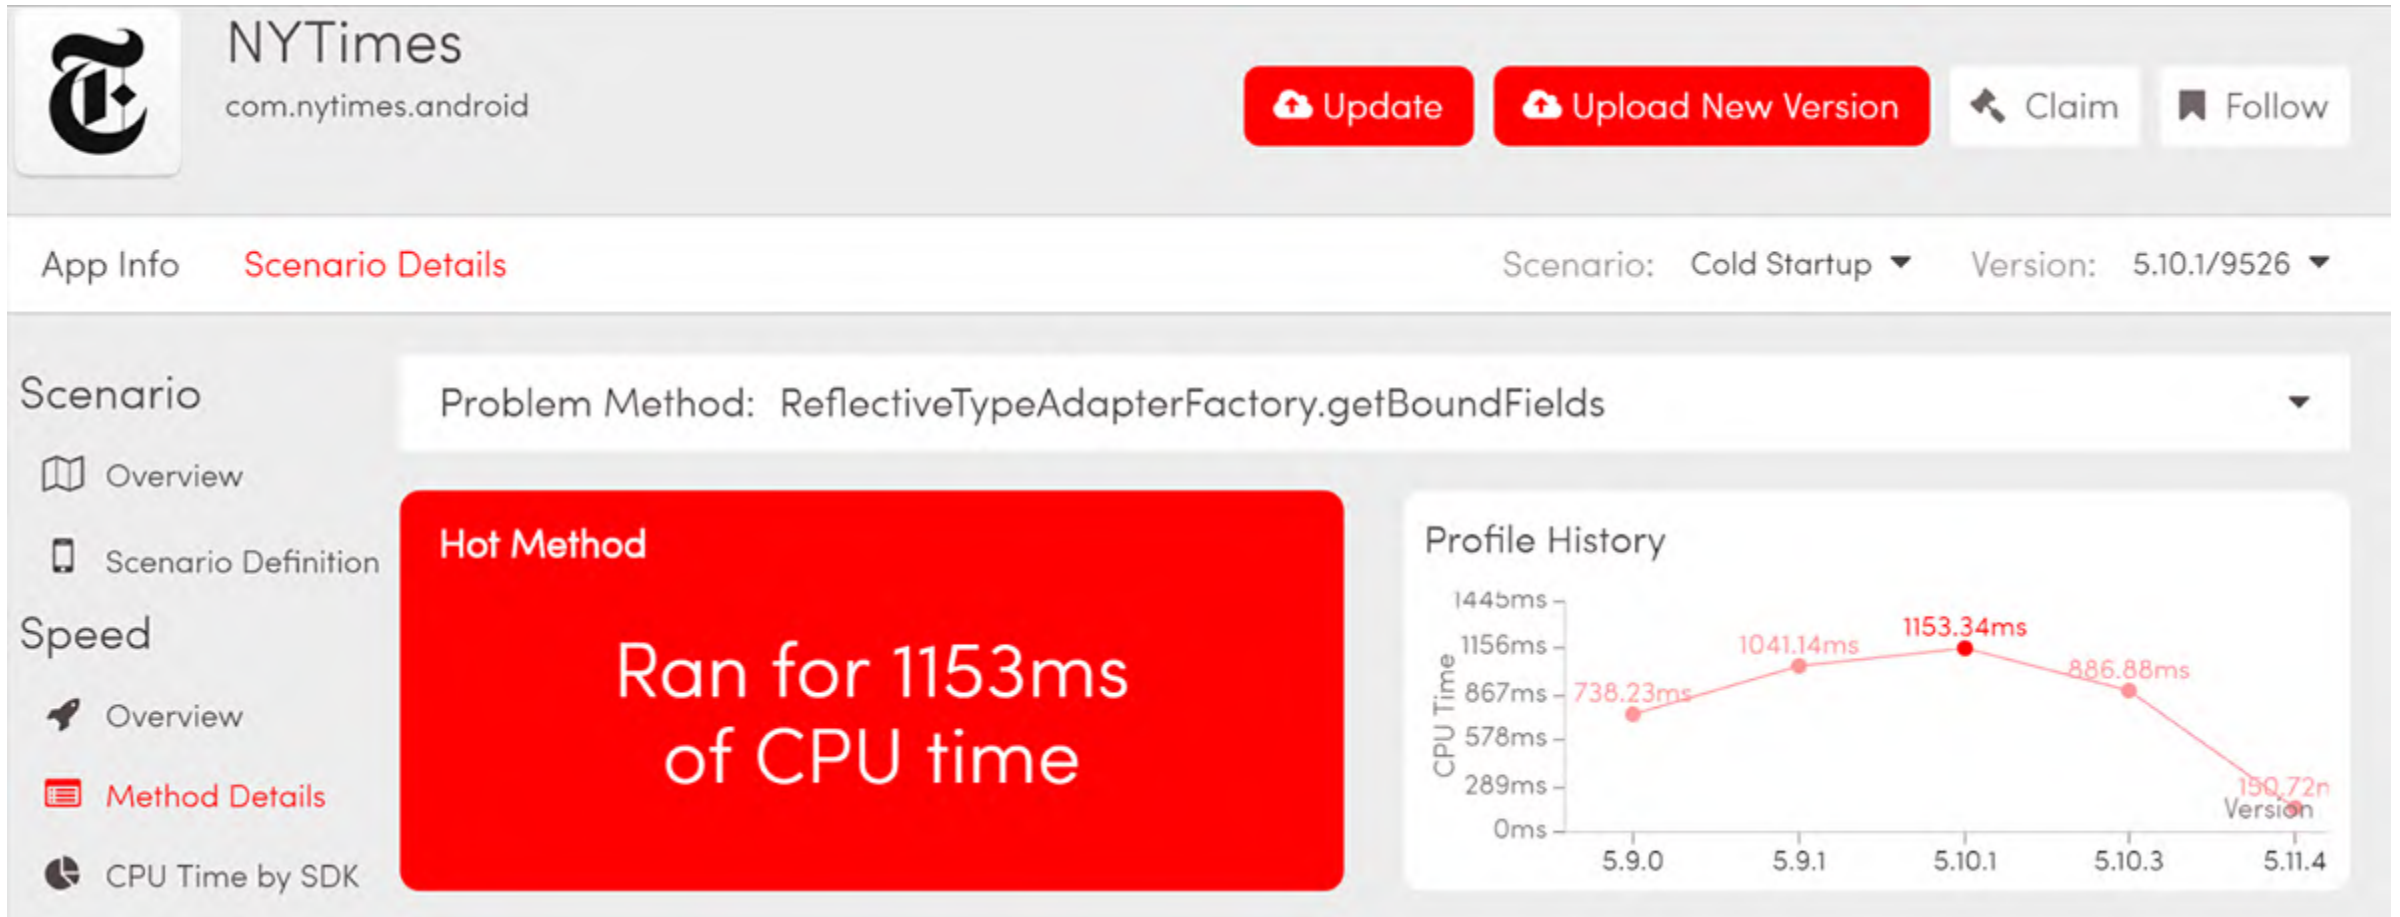 NYTimes
com.nytimes.android
Update
Upload New Version
Claim
Follow
App Info
Scenario Details
Scenario: Cold Startup
Version: 5.10.1/9526
Scenario
Overview
Scenario Definition
Speed
Overview
Method Details
CPU Time by SDK
Problem Method: ReflectiveTypeAdapterFactory.getBoundFields
Hot Method
Ran for 1153ms
of CPU time
Profile History
CPU Time
1445ms
1156ms
867ms
578ms
289ms
0ms
738.23ms
1041.14ms
1153.34ms
886.88ms
150.72m
Version
5.9.0
5.9.1
5.10.1
5.10.3
5.11.4